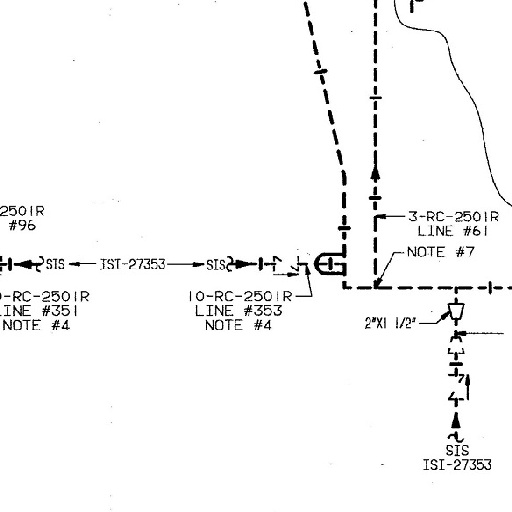 2501R
#96
3-RC-2501R
LINE #61
NOTE #7
SIS
ISI-27353
SIS
-RC-2501R
LINE #351
NOTE #4
10-RC-2501R
LINE #353
NOTE #4
2"X1 1/2"
SIS
ISI-27353